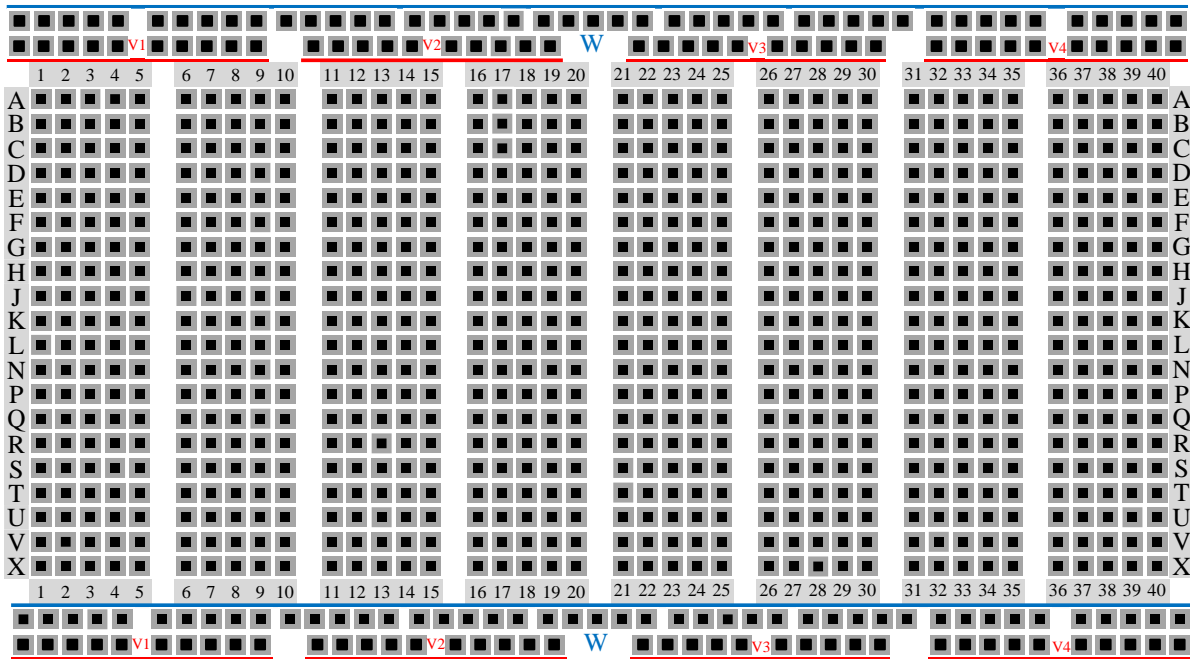 V1 V2 W V3 V4
1 2 3 4 5 6 7 8 9 10 11 12 13 14 15 16 17 18 19 20 21 22 23 24 25 26 27 28 29 30 31 32 33 34 35 36 37 38 39 40
A A
B B
C C
D D
E E
F F
G G
H H
J J
K K
L L
N N
P P
Q Q
R R
S S
T T
U U
V V
X X
1 2 3 4 5 6 7 8 9 10 11 12 13 14 15 16 17 18 19 20 21 22 23 24 25 26 27 28 29 30 31 32 33 34 35 36 37 38 39 40
V1 V2 W V3 V4